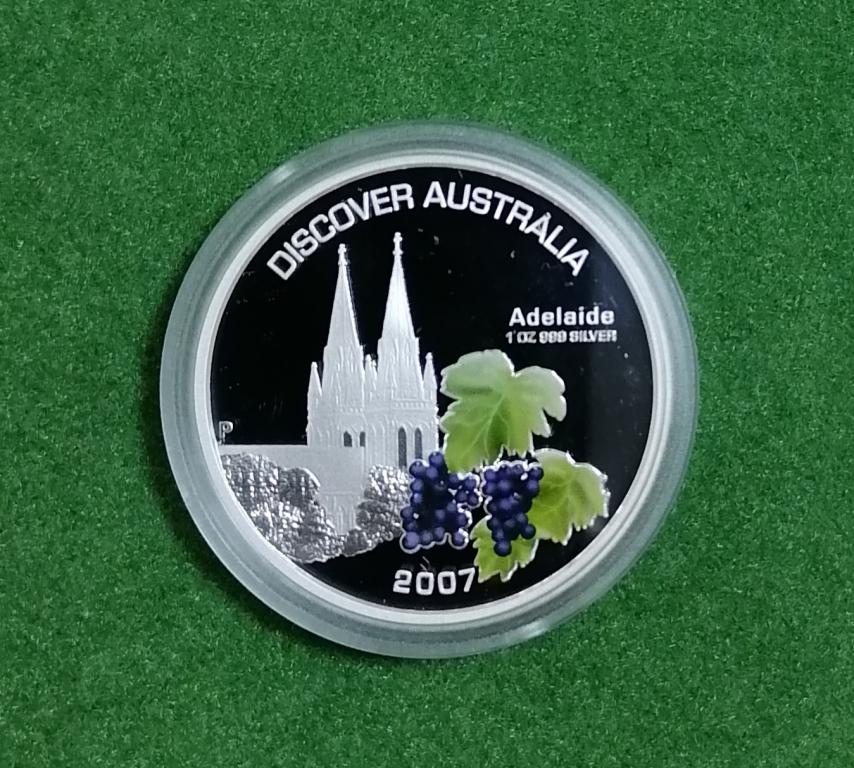 DISCOVER AUSTRALIA
Adelaide
1 OZ 999 SILVER
P
2007